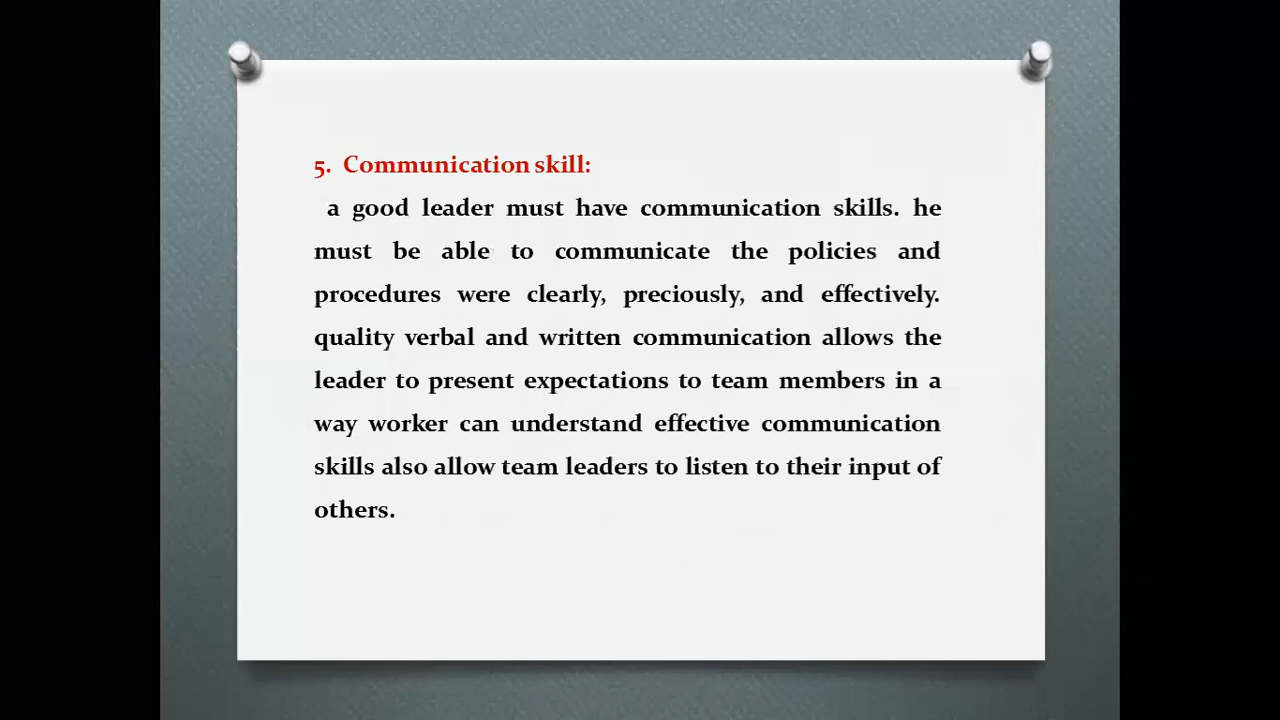 5. Communication skill:
a good leader must have communication skills. he
must be able to communicate the policies and
procedures were clearly, preciously, and effectively.
quality verbal and written communication allows the
leader to present expectations to team members in a
way worker can understand effective communication
skills also allow team leaders to listen to their input of
others.